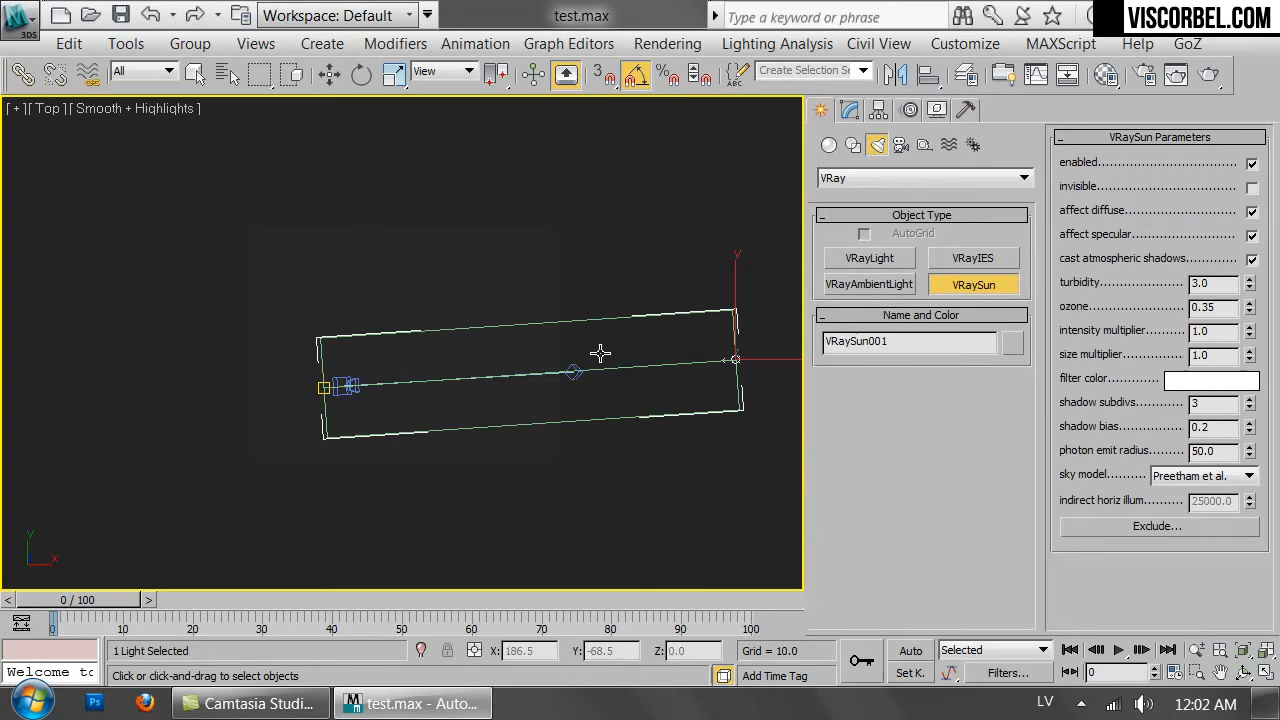 Workspace: Default
test.max
Type a keyword or phrase
VISCORBEL.COM
3DS
Edit Tools Group Views Create Modifiers Animation Graph Editors Rendering Lighting Analysis Civil View Customize MAXScript Help GoZ
All
View
3
ABC
Create Selection Se
[ + ][ Top ][ Smooth + Highlights ]
VRay
Object Type
AutoGrid
VRayLight VRayIES
VRayAmbientLight VRaySun
Name and Color
VRaySun001
VRaySun Parameters
enabled
invisible
affect diffuse
affect specular
cast atmospheric shadows
turbidity 3.0
ozone 0.35
intensity multiplier 1.0
size multiplier 1.0
filter color
shadow subdivs 3
shadow bias 0.2
photon emit radius 50.0
sky model Preetham et al.
indirect horiz illum. 25000.0
Exclude...
y
y
x
< 0 / 100 >
0 10 20 30 40 50 60 70 80 90 100
1 Light Selected
X: 186.5 Y: -68.5 Z: 0.0 Grid = 10.0
Auto Selected
Welcome to
Click or click-and-drag to select objects
Add Time Tag
Set K. Filters... 0
Ps
Camtasia Studi...
test.max - Auto...
LV
12:02 AM